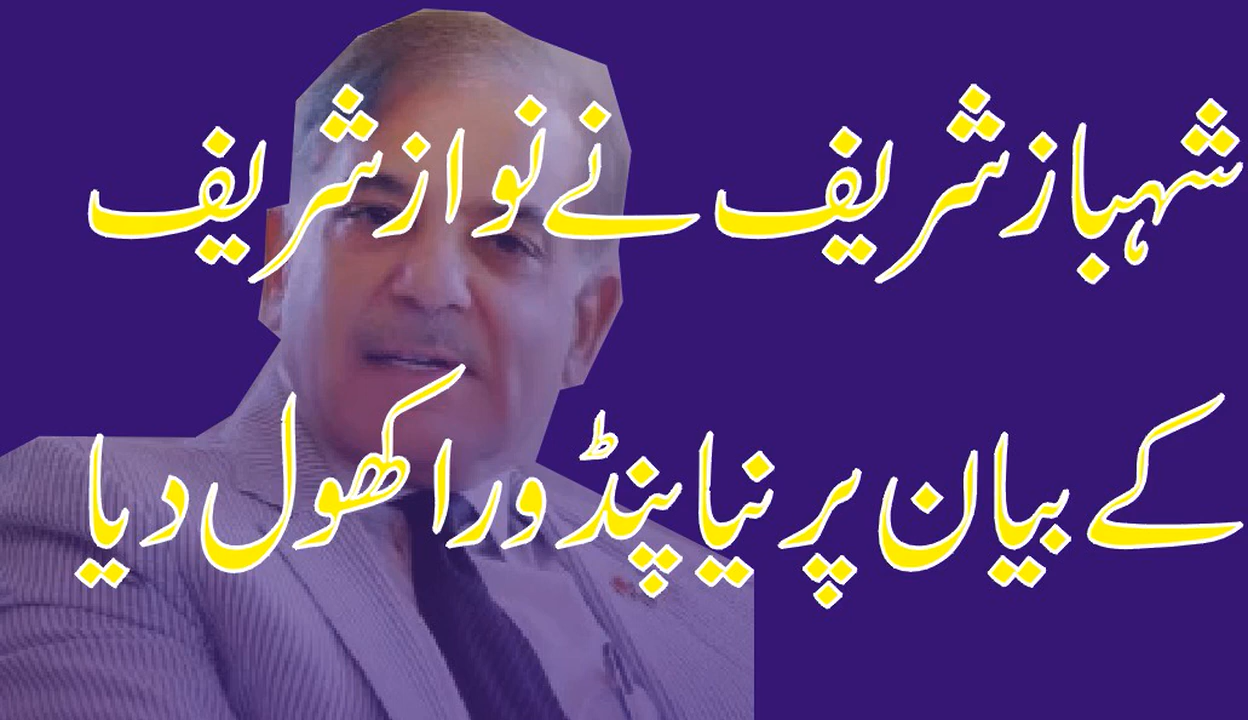 شہباز شریف نے نواز شریف
کے بیان پر نیا پنڈورا کھول دیا